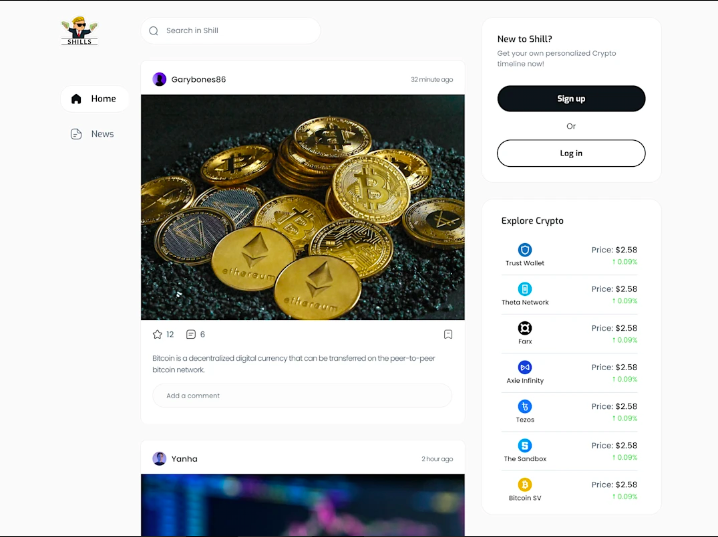 SHILLS
Search in Shill
Home
News
Garybones86
32 minute ago
ethereum
ethereum
12
6
Bitcoin is a decentralized digital currency that can be transferred on the peer-to-peer
bitcoin network.
Add a comment
Yanha
2 hour ago
New to Shill?
Get your own personalized Crypto
timeline now!
Sign up
Or
Log in
Explore Crypto
Trust Wallet
Price: $2.58
↑ 0.09%
Theta Network
Price: $2.58
↑ 0.09%
Farx
Price: $2.58
↑ 0.09%
Axie Infinity
Price: $2.58
↑ 0.09%
Tezos
Price: $2.58
↑ 0.09%
The Sandbox
Price: $2.58
↑ 0.09%
Bitcoin SV
Price: $2.58
↑ 0.09%